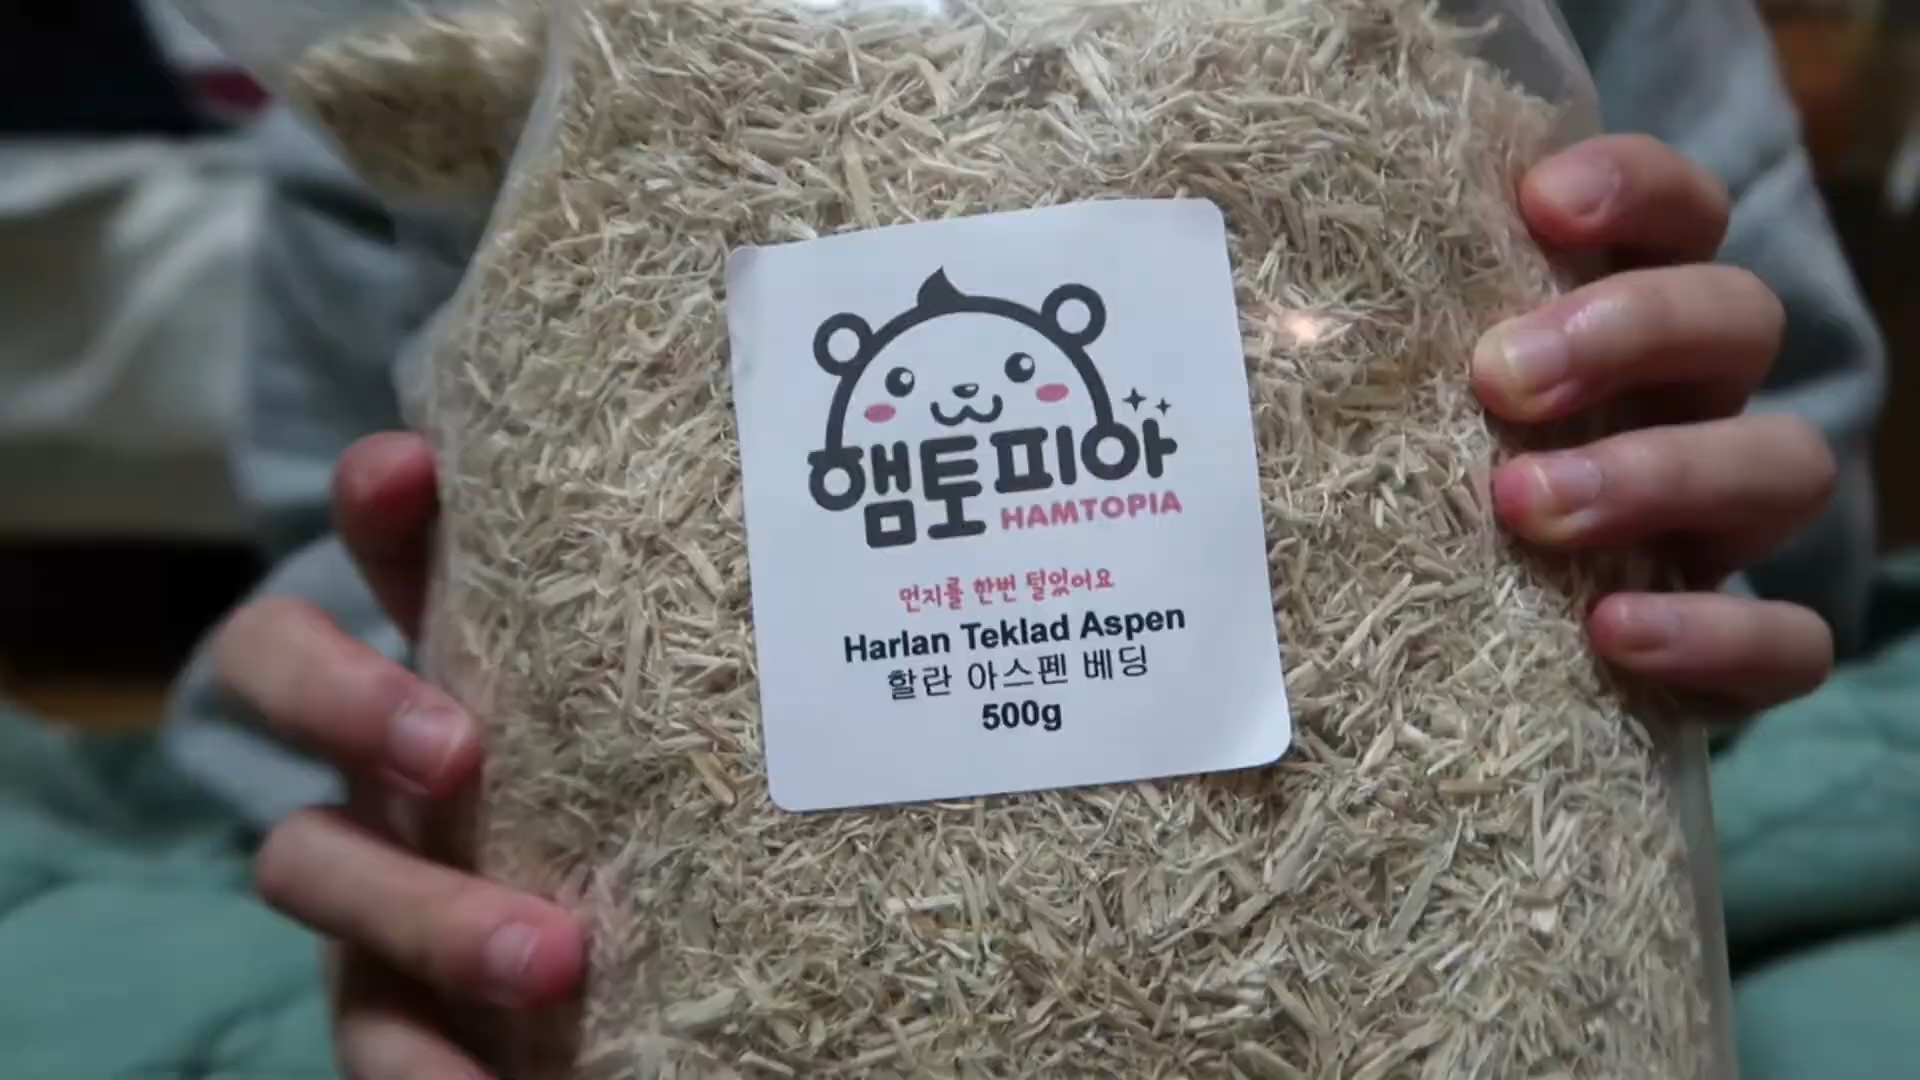 햄토피아
HAMTOPIA
먼지를 한번 털었어요
Harlan Teklad Aspen
할란 아스펜 베딩
500g